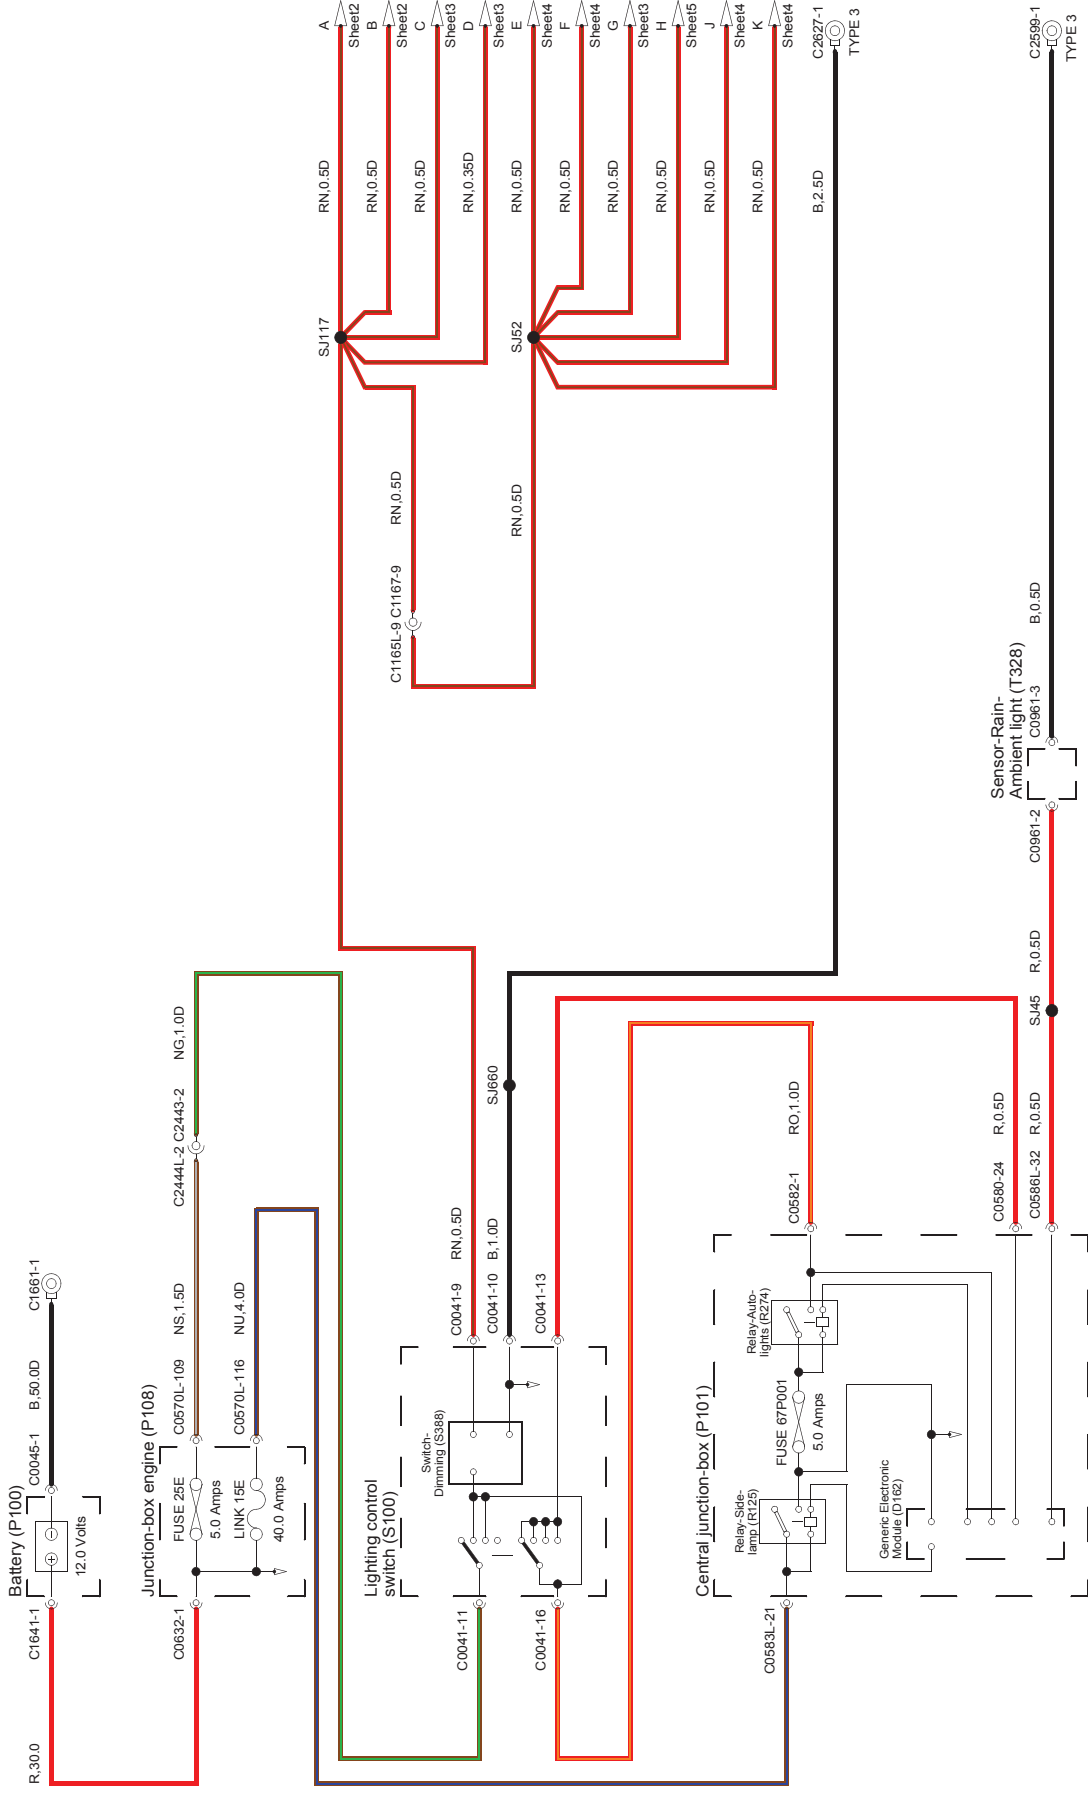 Battery (P100)
C1641-1
12.0 Volts
C0045-1
B,50.0D
C1661-1
R,30.0
Junction-box engine (P108)
C0632-1
FUSE 25E
5.0 Amps
LINK 15E
40.0 Amps
C0570L-109
NS,1.5D
C2444L-2
C2443-2
NG,1.0D
C0570L-116
NU,4.0D
Lighting control
switch (S100)
Switch-
Dimming (S388)
C0041-11
C0041-16
C0041-9
RN,0.5D
C0041-10
B,1.0D
C0041-13
SJ660
Central junction-box (P101)
C0583L-21
Relay-Side-
lamp (R125)
FUSE 67P001
5.0 Amps
Relay-Auto-
lights (R274)
Generic Electronic
Module (D162)
C0582-1
RO,1.0D
C0580-24
R,0.5D
C0586L-32
R,0.5D
SJ45
R,0.5D
C0961-2
Sensor-Rain-
Ambient light (T328)
C0961-3
B,0.5D
C2599-1
TYPE 3
C1165L-9
C1167-9
RN,0.5D
RN,0.5D
SJ117
SJ52
RN,0.5D
A
Sheet2
RN,0.5D
B
Sheet2
RN,0.5D
C
Sheet3
RN,0.35D
D
Sheet3
RN,0.5D
E
Sheet4
RN,0.5D
F
Sheet4
RN,0.5D
G
Sheet3
RN,0.5D
H
Sheet5
RN,0.5D
J
Sheet4
RN,0.5D
K
Sheet4
B,2.5D
C2627-1
TYPE 3